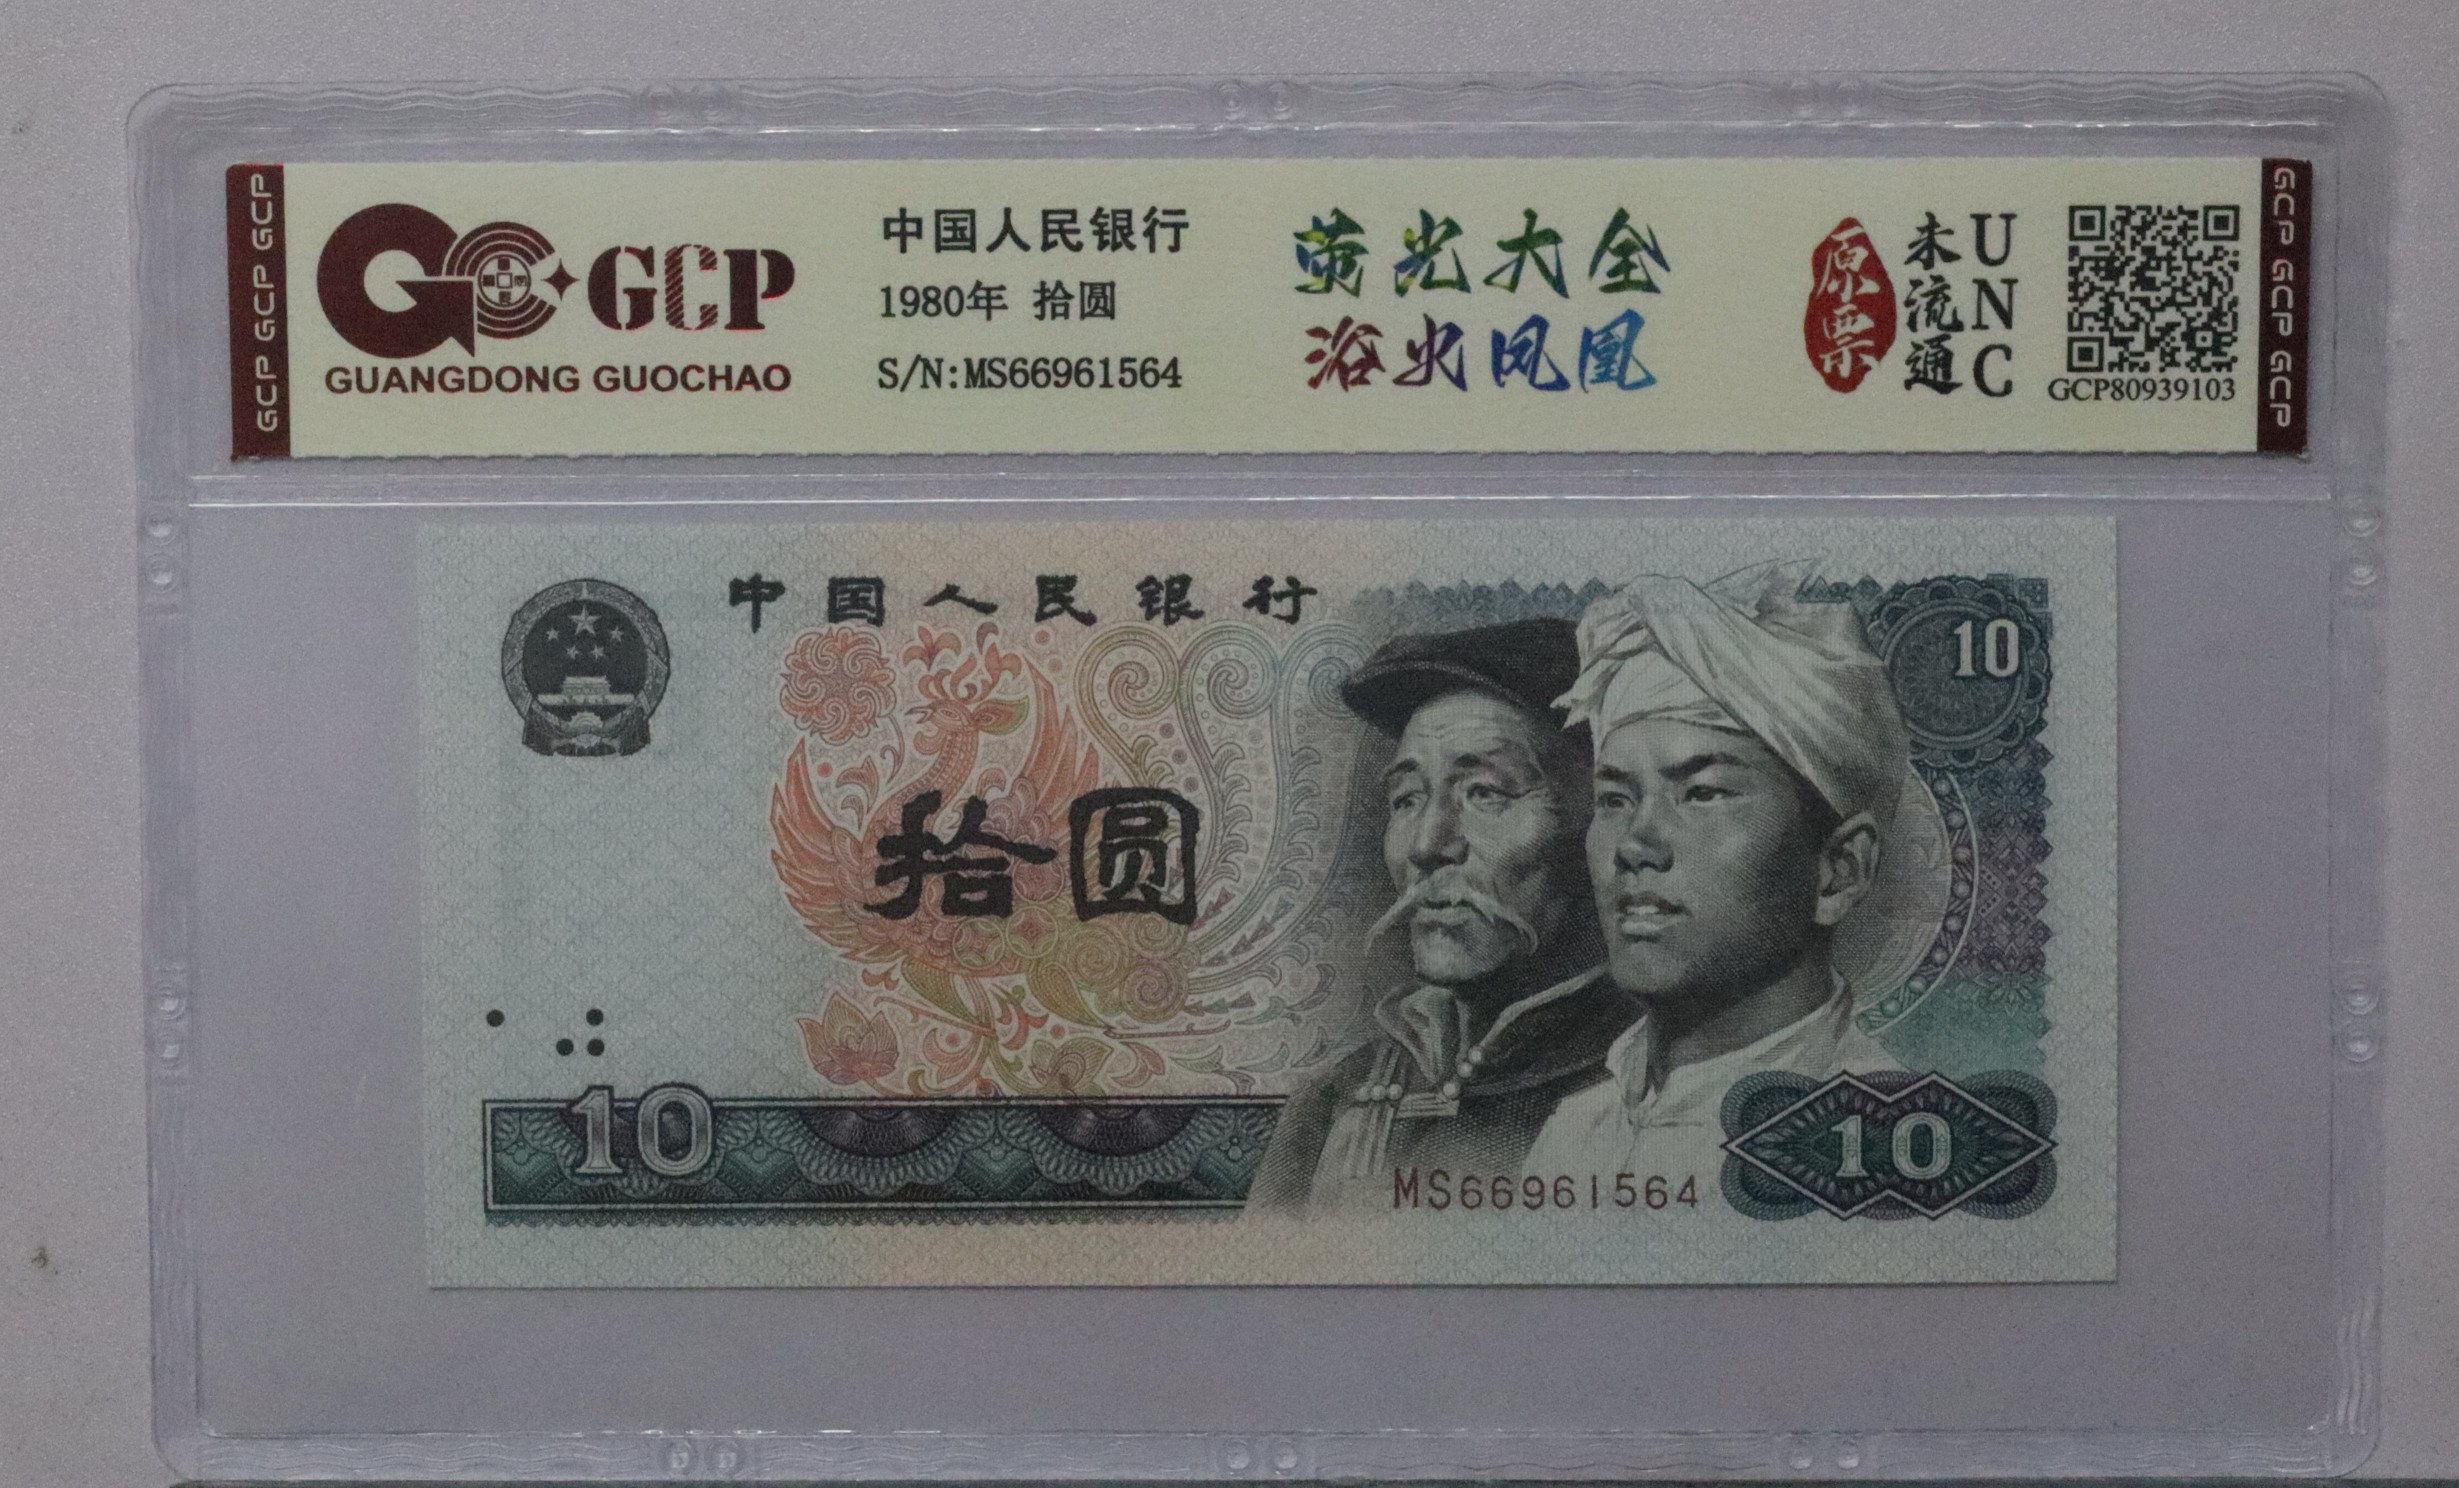 GCP GCP GCP
GCP
GUANGDONG GUOCHAO
中国人民银行
1980年 拾圆
S/N:MS66961564
荧光大全
浴火凤凰
原票
未流通
UNC
GCP80939103
GCP GCP GCP
中国人民银行
10
拾圆
10
MS66961564
10